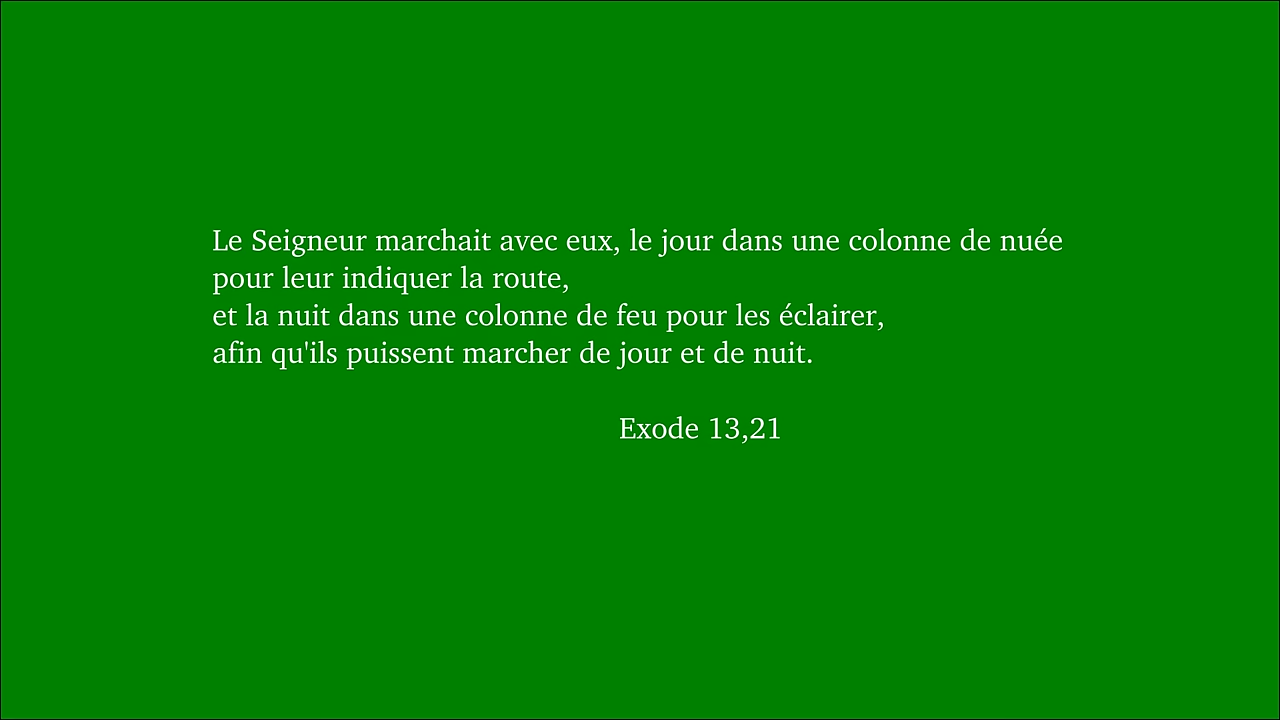 Le Seigneur marchait avec eux, le jour dans une colonne de nuée
pour leur indiquer la route,
et la nuit dans une colonne de feu pour les éclairer,
afin qu'ils puissent marcher de jour et de nuit.
Exode 13,21